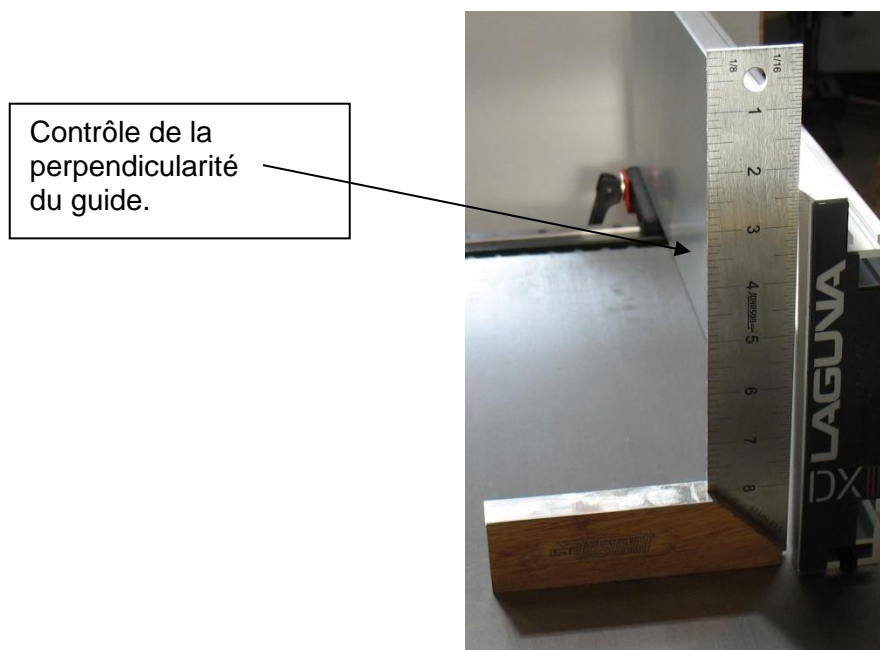 Contrôle de la
perpendicularité
du guide.
1/8 1/16
1
2
3
4 JOHNSON
5
6
7
8
LAGUNA
DX